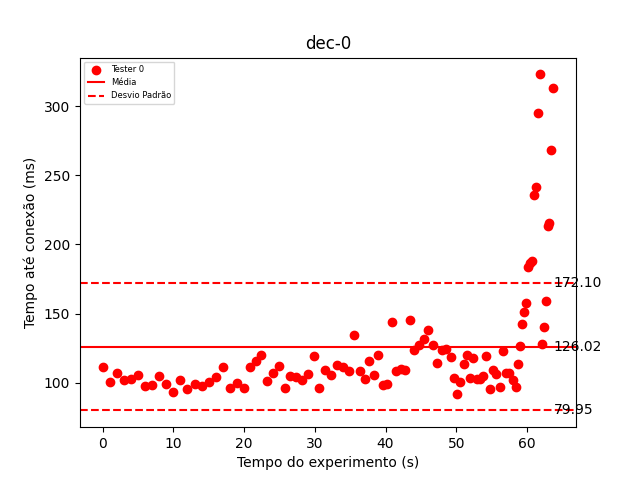 dec-0
Tester 0
Média
Desvio Padrão
Tempo até conexão (ms)
300
250
200
150
100
172.10
126.02
79.95
0 10 20 30 40 50 60
Tempo do experimento (s)